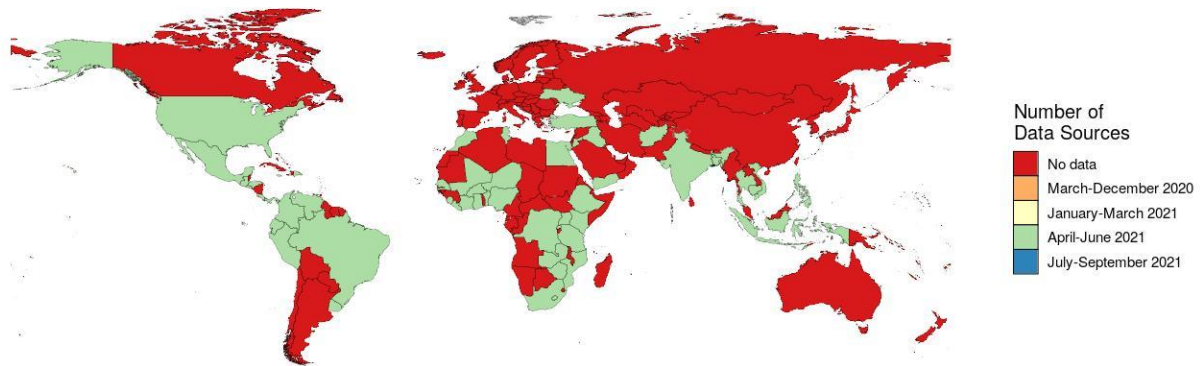 Number of
Data Sources
No data
March-December 2020
January-March 2021
April-June 2021
July-September 2021